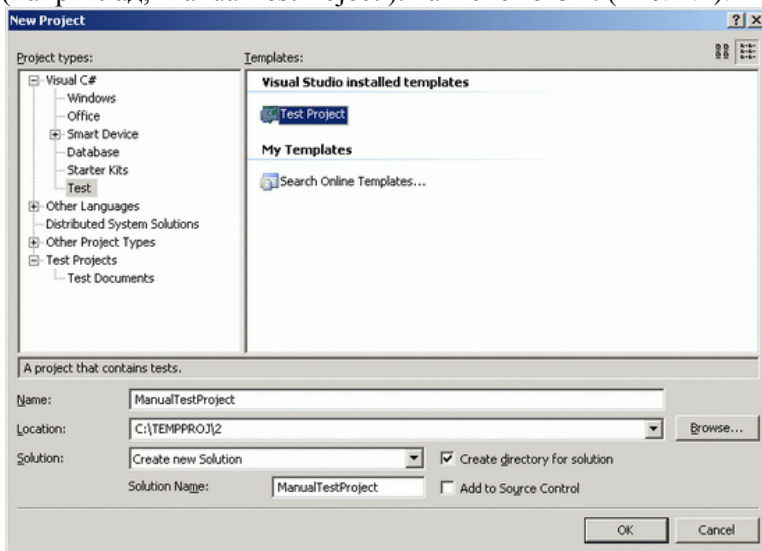 New Project
Project types:
Templates:
Visual C#
Windows
Office
Smart Device
Database
Starter Kits
Test
Other Languages
Distributed System Solutions
Other Project Types
Test Projects
Test Documents
Visual Studio installed templates
Test Project
My Templates
Search Online Templates...
A project that contains tests.
Name: ManualTestProject
Location: C:\TEMPPROJ\2 Browse...
Solution: Create new Solution Create directory for solution
Solution Name: ManualTestProject Add to Source Control
OK Cancel